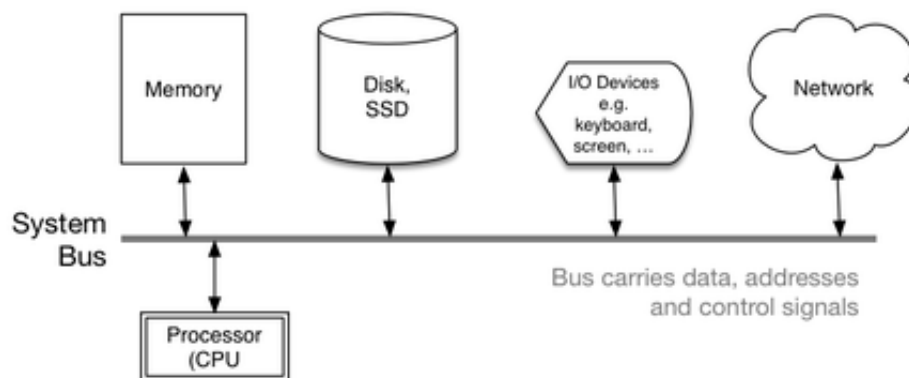 Memory
Disk,
SSD
I/O Devices
e.g.
keyboard,
screen, ...
Network
System
Bus
Bus carries data, addresses
and control signals
Processor
(CPU